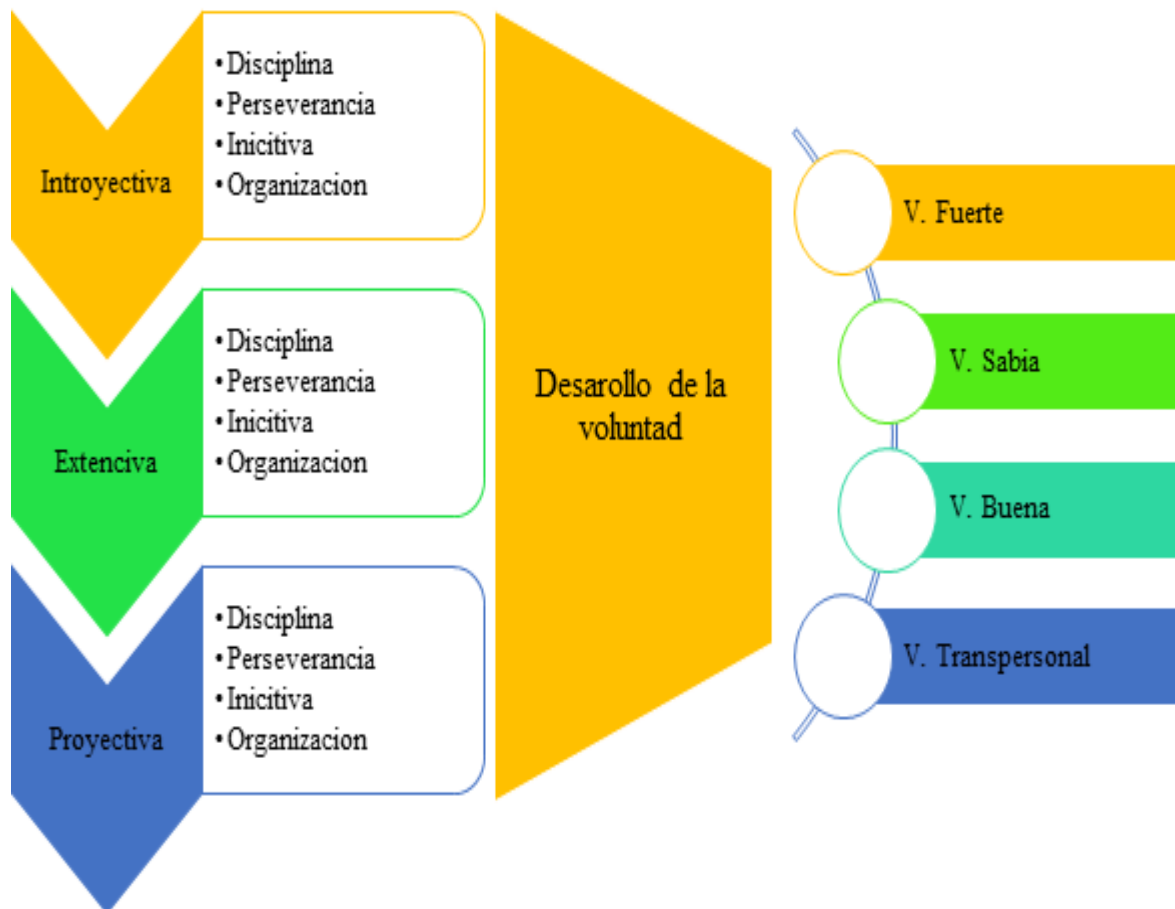 Introyectiva
•Disciplina
•Perseverancia
•Inicitiva
•Organizacion
Extenciva
•Disciplina
•Perseverancia
•Inicitiva
•Organizacion
Proyectiva
•Disciplina
•Perseverancia
•Inicitiva
•Organizacion
Desarollo de la
voluntad
V. Fuerte
V. Sabia
V. Buena
V. Transpersonal